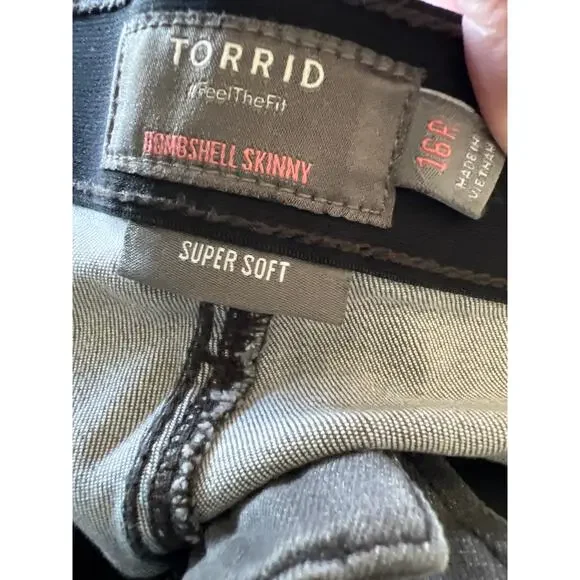 TORRID
#FeelTheFit
BOMBSHELL SKINNY
16R
MADE IN
VIETNAM
SUPER SOFT